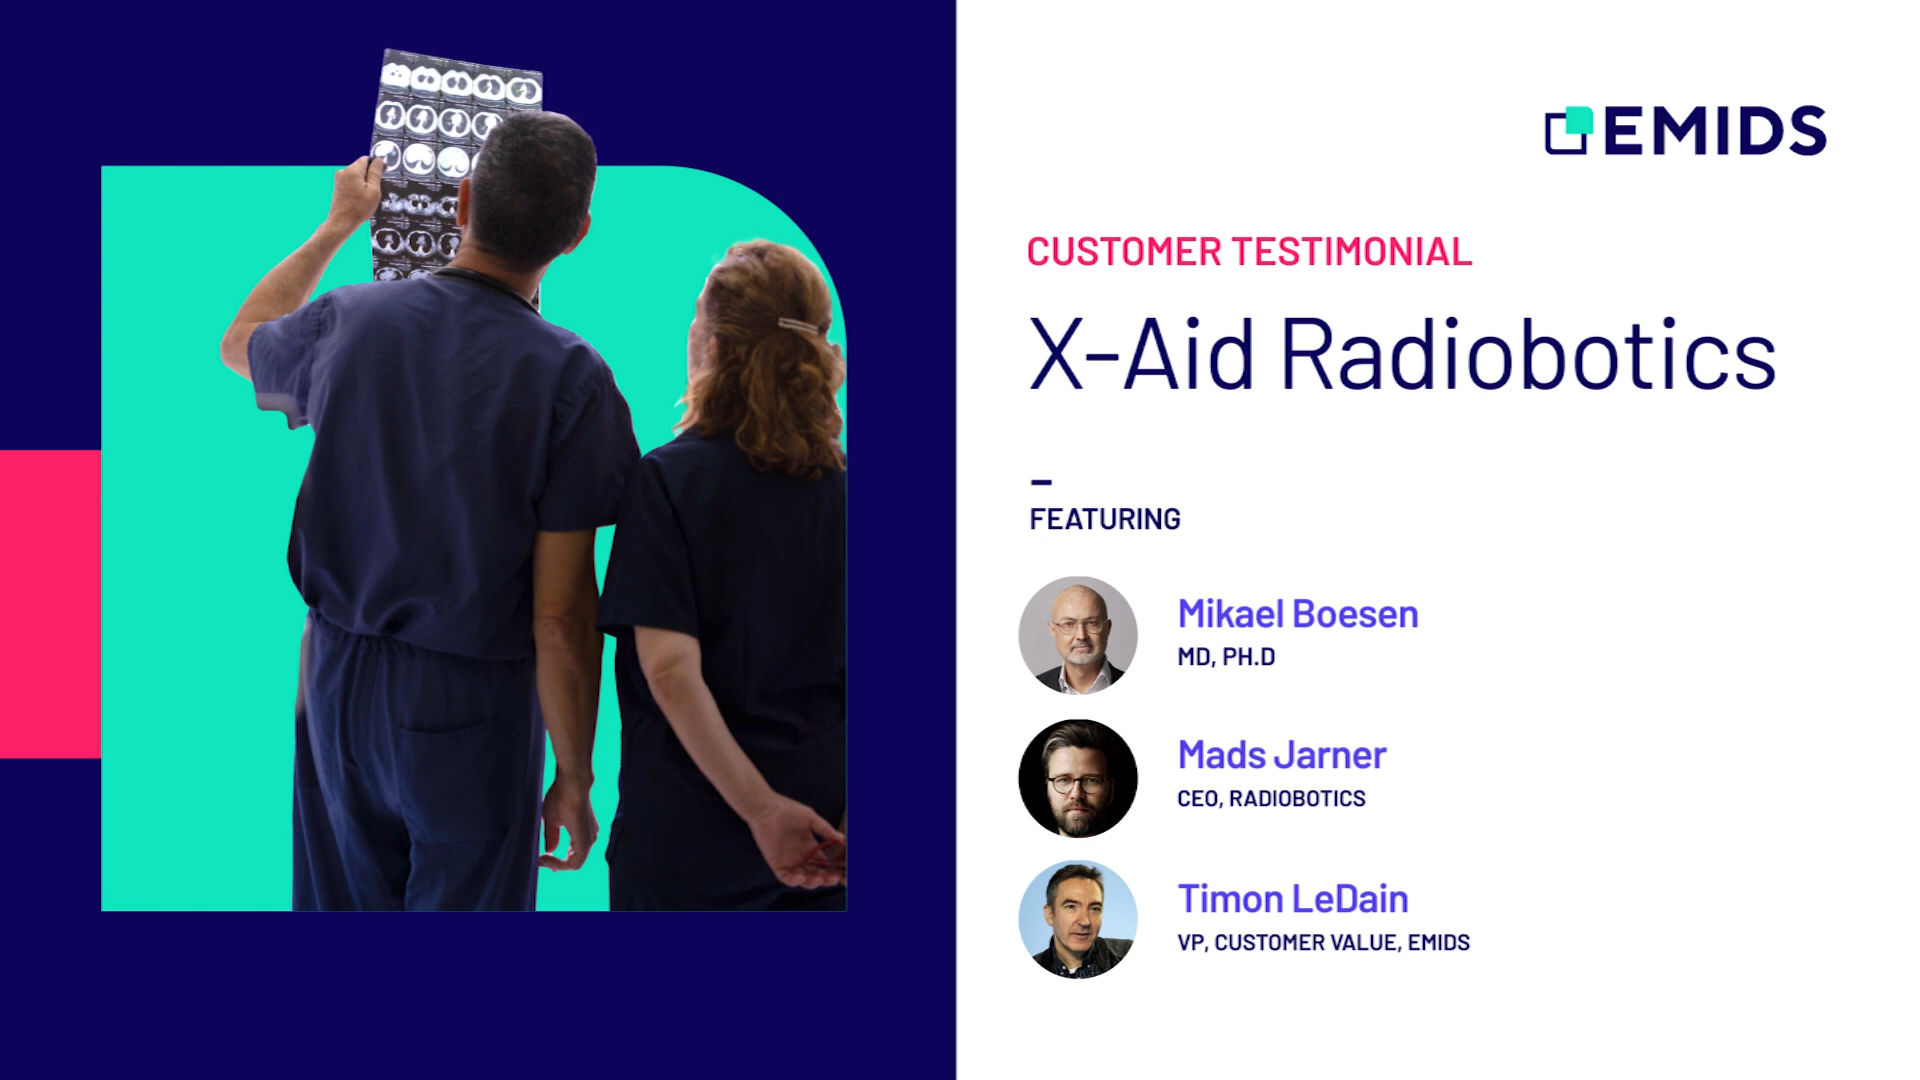 EMIDS
CUSTOMER TESTIMONIAL
X-Aid Radiobotics
–
FEATURING
Mikael Boesen
MD, PH.D
Mads Jarner
CEO, RADIOBOTICS
Timon LeDain
VP, CUSTOMER VALUE, EMIDS